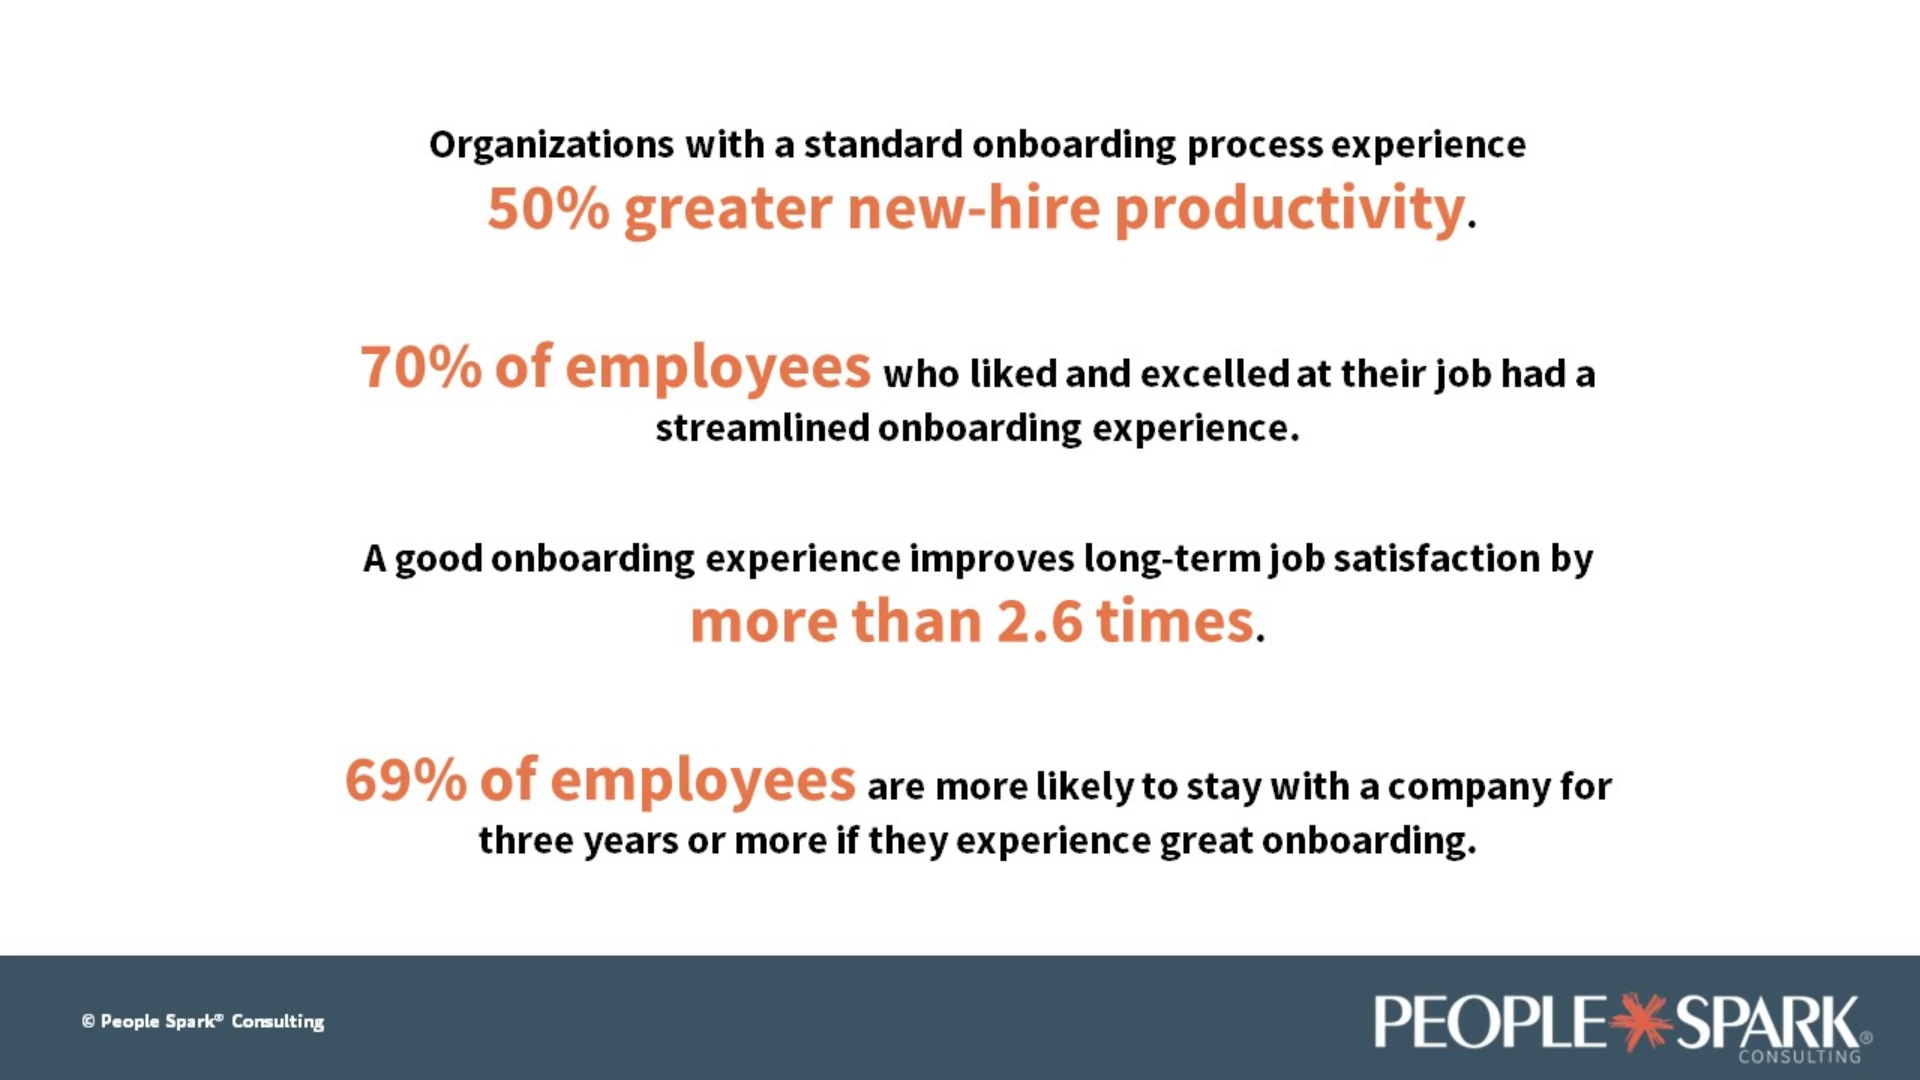 Organizations with a standard onboarding process experience
50% greater new-hire productivity.
70% of employees who liked and excelled at their job had a
streamlined onboarding experience.
A good onboarding experience improves long-term job satisfaction by
more than 2.6 times.
69% of employees are more likely to stay with a company for
three years or more if they experience great onboarding.
© People Spark® Consulting
PEOPLE SPARK®
CONSULTING